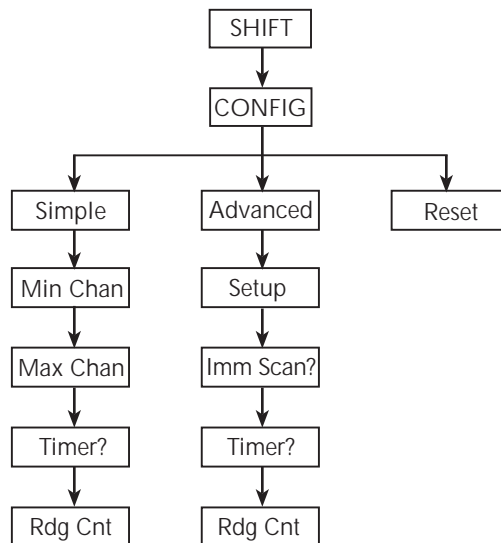 SHIFT
CONFIG
Simple
Advanced
Reset
Min Chan
Setup
Max Chan
Imm Scan?
Timer?
Timer?
Rdg Cnt
Rdg Cnt